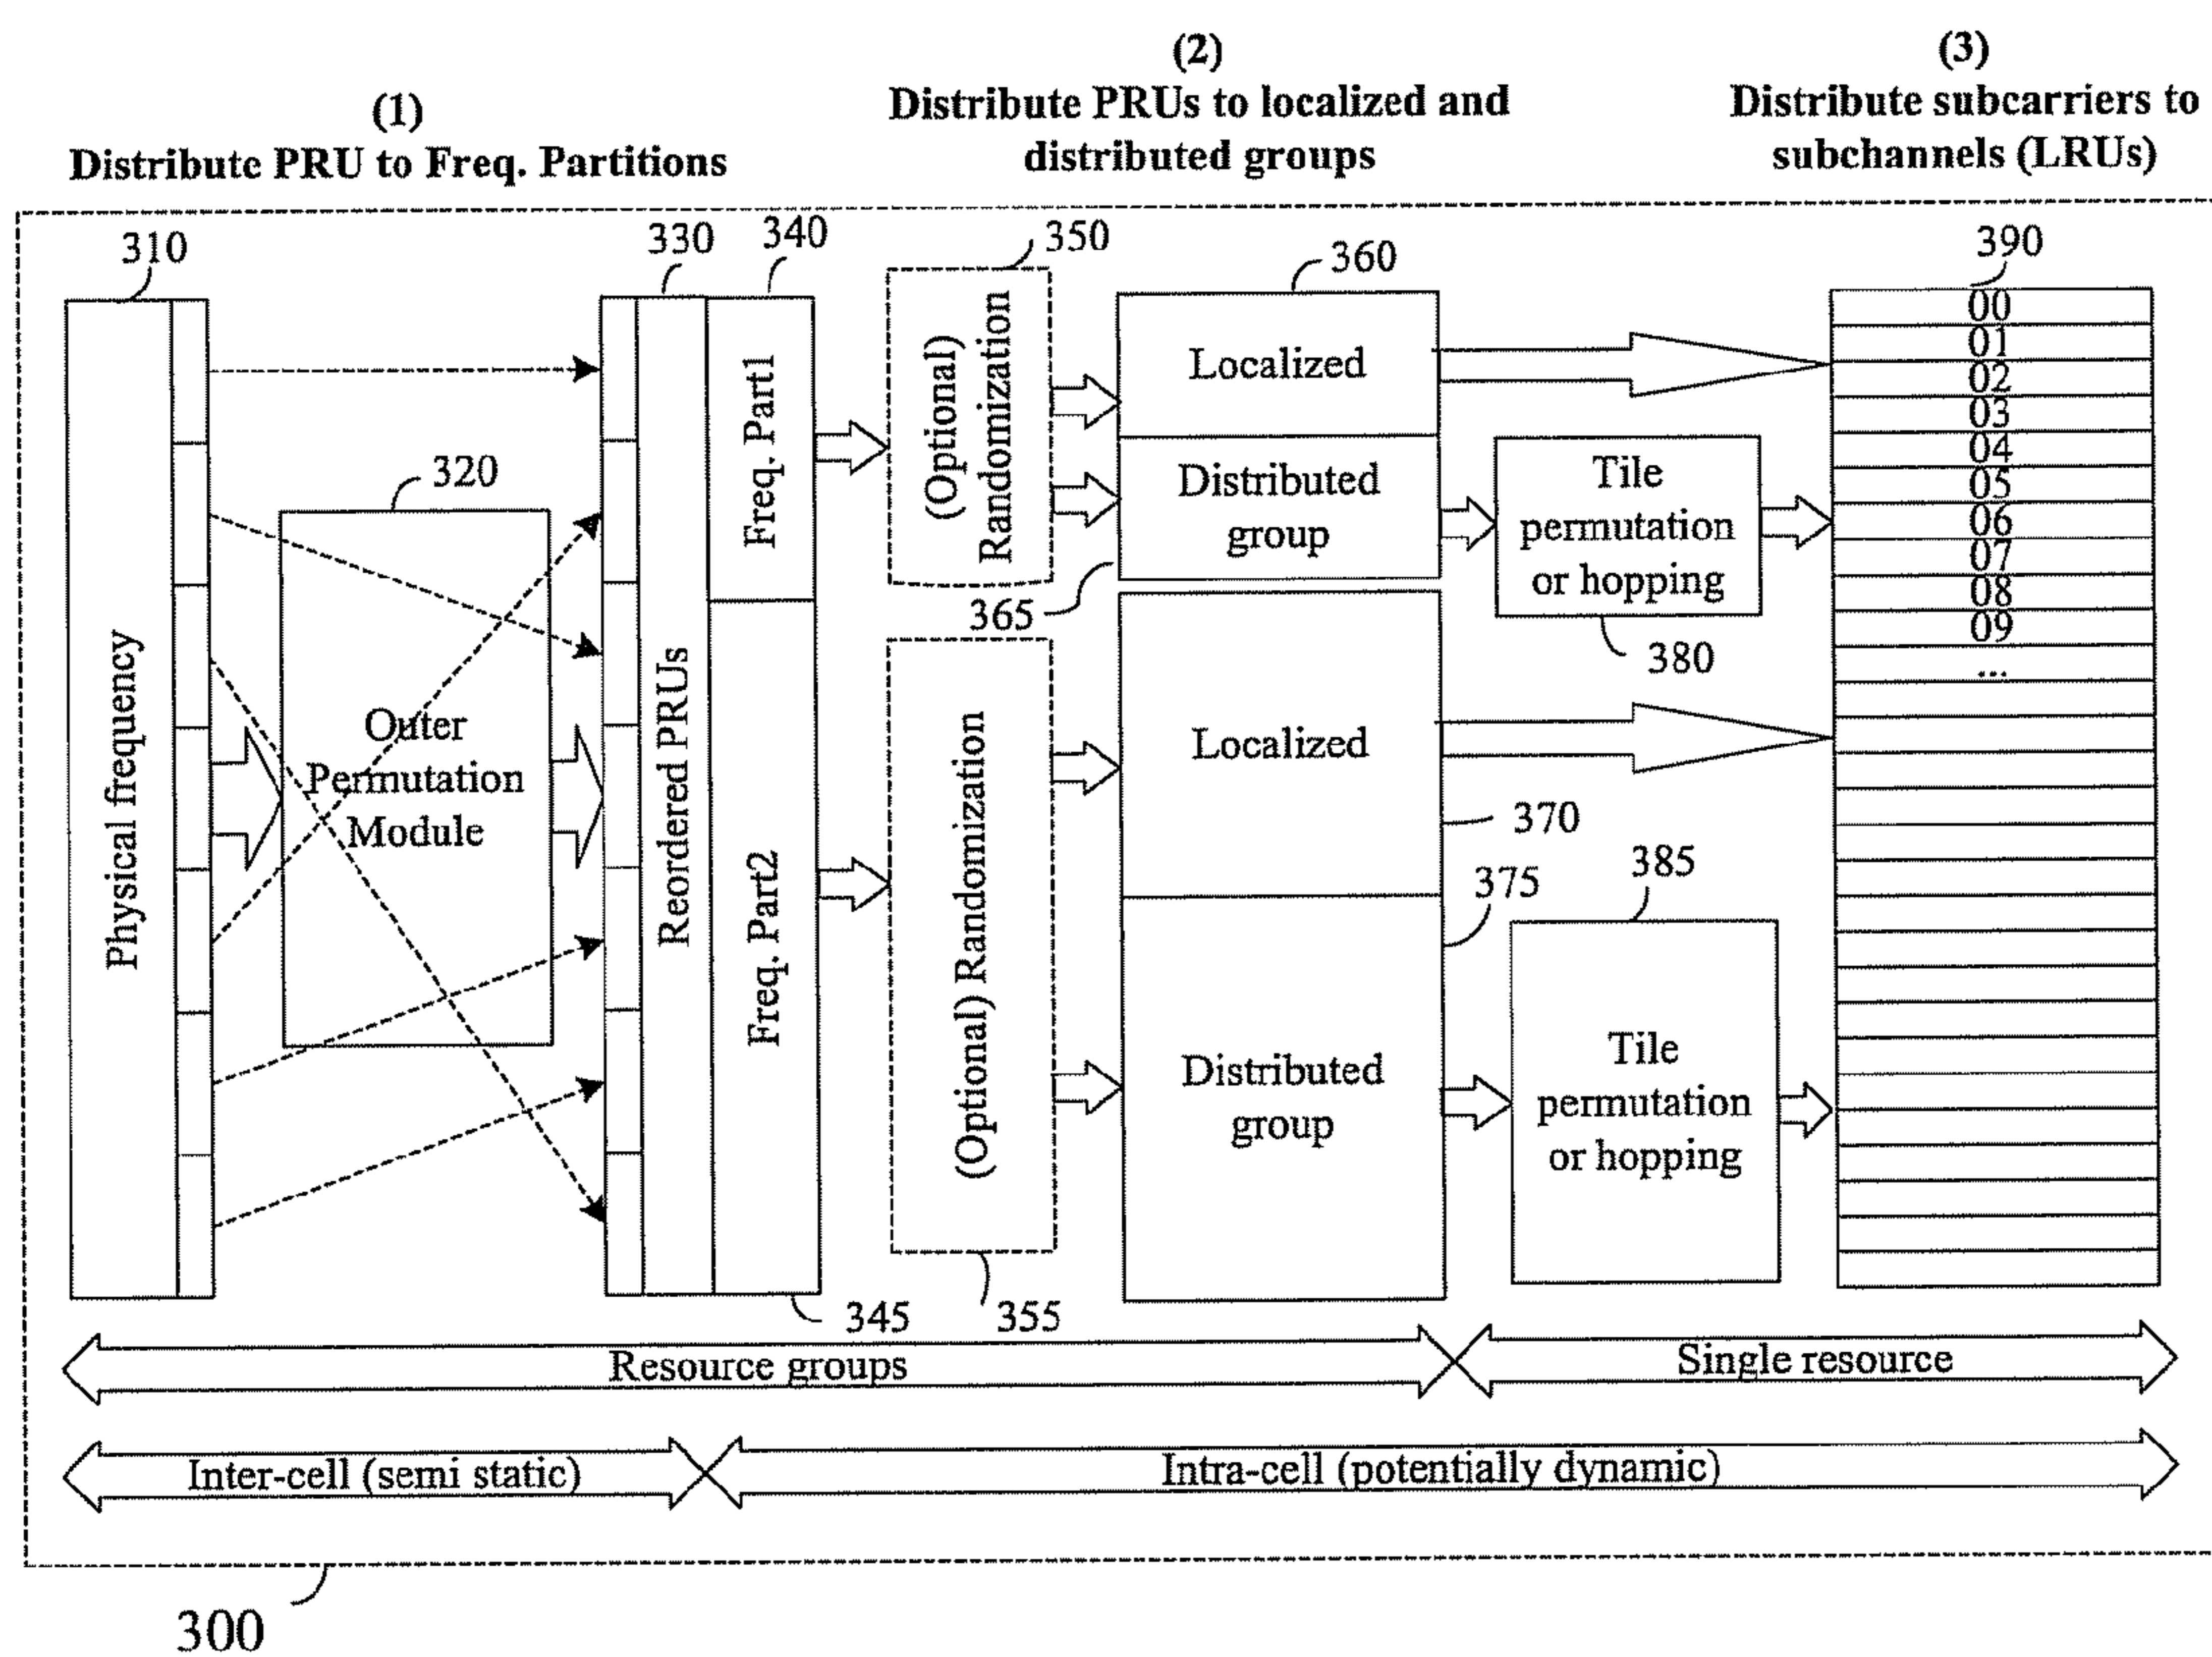 (1)
Distribute PRU to Freq. Partitions
(2)
Distribute PRUs to localized and
distributed groups
(3)
Distribute subcarriers to
subchannels (LRUs)
310
320
330
340
350
360
390
Physical frequency
Outer
Permutation
Module
Reordered PRUs
Freq. Part1
Freq. Part2
345
(Optional)
Randomization
(Optional) Randomization
355
Localized
Distributed
group
365
Localized
370
375
Distributed
group
Tile
permutation
or hopping
380
385
Tile
permutation
or hopping
00
01
02
03
04
05
06
07
08
09
...
Resource groups
Single resource
Inter-cell (semi static)
Intra-cell (potentially dynamic)
300